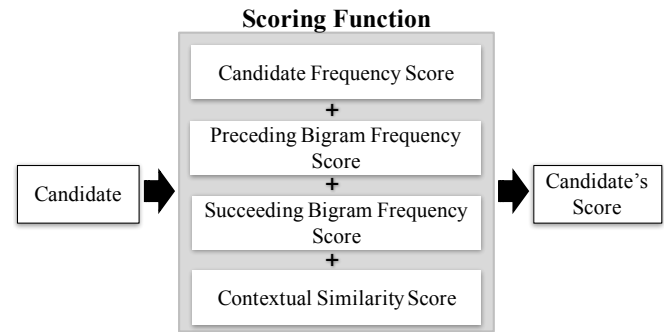 Scoring Function
Candidate Frequency Score
+
Preceding Bigram Frequency
Score
+
Succeeding Bigram Frequency
Score
+
Contextual Similarity Score
Candidate
Candidate's
Score